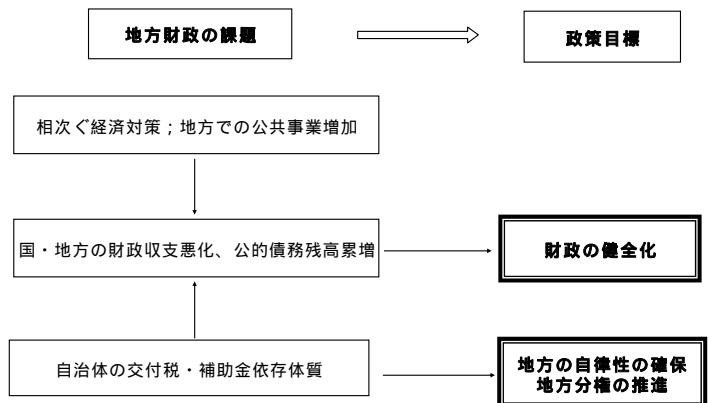 地方財政の課題
政策目標
相次ぐ経済対策；地方での公共事業増加
国・地方の財政収支悪化、公的債務残高累増
財政の健全化
自治体の交付税・補助金依存体質
地方の自律性の確保
地方分権の推進